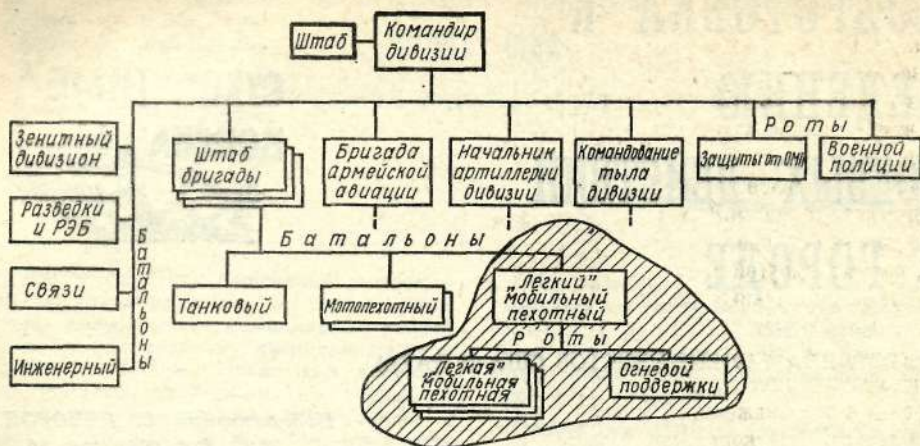 Штаб
Командир
дивизии
Зенитный
дивизион
Разведки
и РЭБ
Связи
Инженерный
Батальоны
Штаб
бригады
Бригада
армейской
авиации
Начальник
артиллерии
дивизии
Командование
тыла
дивизии
Роты
Защиты от ОМП
Военной
полиции
Батальоны
Танковый
Мотопехотный
„Легкий"
мобильный
пехотный
Роты
„Легкая"
мобильная
пехотная
Огневой
поддержки